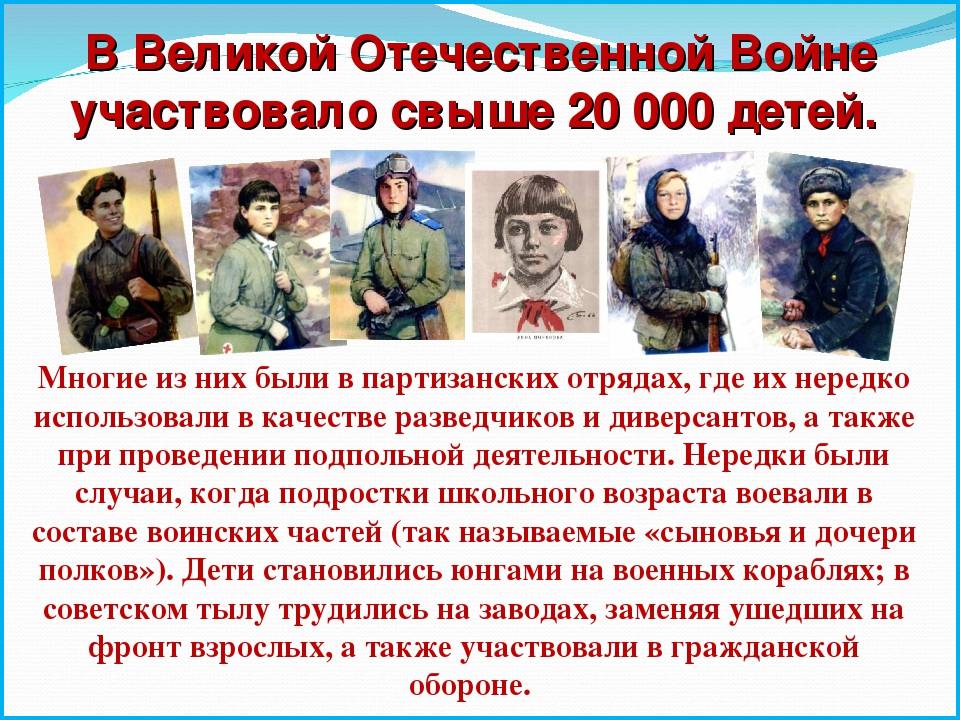 В Великой Отечественной Войне
участвовало свыше 20 000 детей.
Многие из них были в партизанских отрядах, где их нередко
использовали в качестве разведчиков и диверсантов, а также
при проведении подпольной деятельности. Нередки были
случаи, когда подростки школьного возраста воевали в
составе воинских частей (так называемые «сыновья и дочери
полков»). Дети становились юнгами на военных кораблях; в
советском тылу трудились на заводах, заменяя ушедших на
фронт взрослых, а также участвовали в гражданской
обороне.